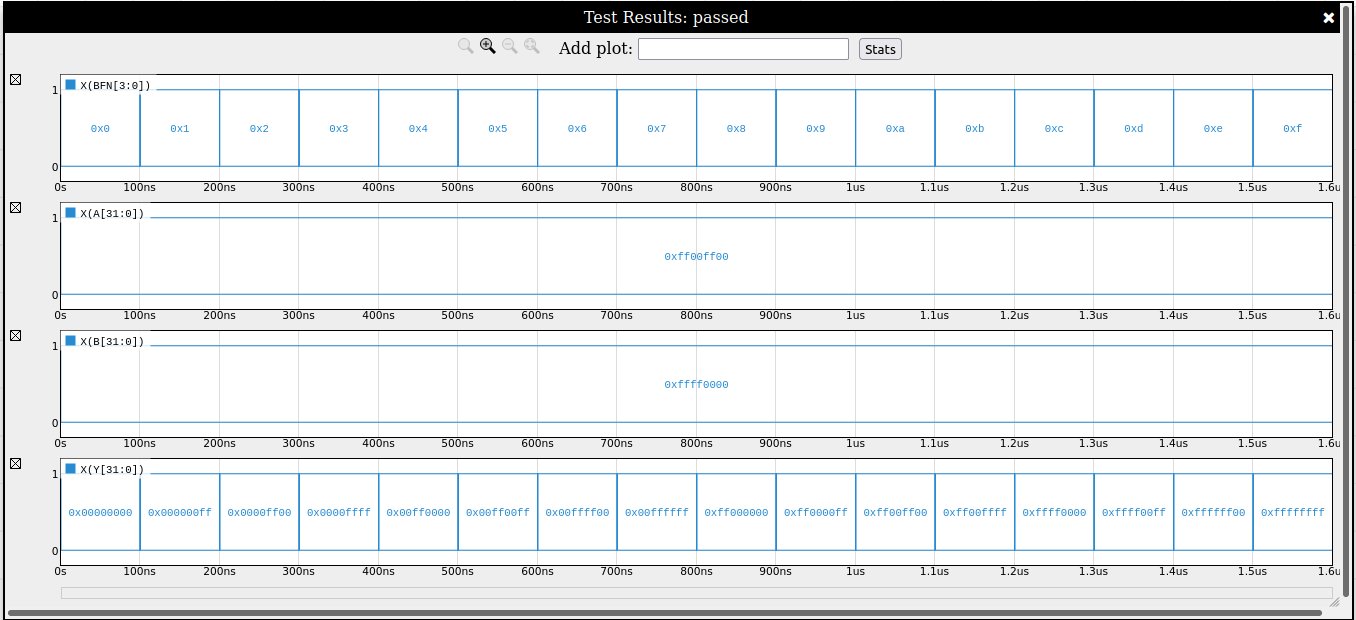 Test Results: passed
Add plot: Stats
X(BFN[3:0])
1
0x0 0x1 0x2 0x3 0x4 0x5 0x6 0x7 0x8 0x9 0xa 0xb 0xc 0xd 0xe 0xf
0
0s 100ns 200ns 300ns 400ns 500ns 600ns 700ns 800ns 900ns 1us 1.1us 1.2us 1.3us 1.4us 1.5us 1.6u
X(A[31:0])
1
0xff00ff00
0
0s 100ns 200ns 300ns 400ns 500ns 600ns 700ns 800ns 900ns 1us 1.1us 1.2us 1.3us 1.4us 1.5us 1.6u
X(B[31:0])
1
0xffff0000
0
0s 100ns 200ns 300ns 400ns 500ns 600ns 700ns 800ns 900ns 1us 1.1us 1.2us 1.3us 1.4us 1.5us 1.6u
X(Y[31:0])
1
0x00000000 0x000000ff 0x0000ff00 0x0000ffff 0x00ff0000 0x00ff00ff 0x00ffff00 0x00ffffff 0xff000000 0xff0000ff 0xff00ff00 0xff00ffff 0xffff0000 0xffff00ff 0xffffff00 0xffffffff
0
0s 100ns 200ns 300ns 400ns 500ns 600ns 700ns 800ns 900ns 1us 1.1us 1.2us 1.3us 1.4us 1.5us 1.6u